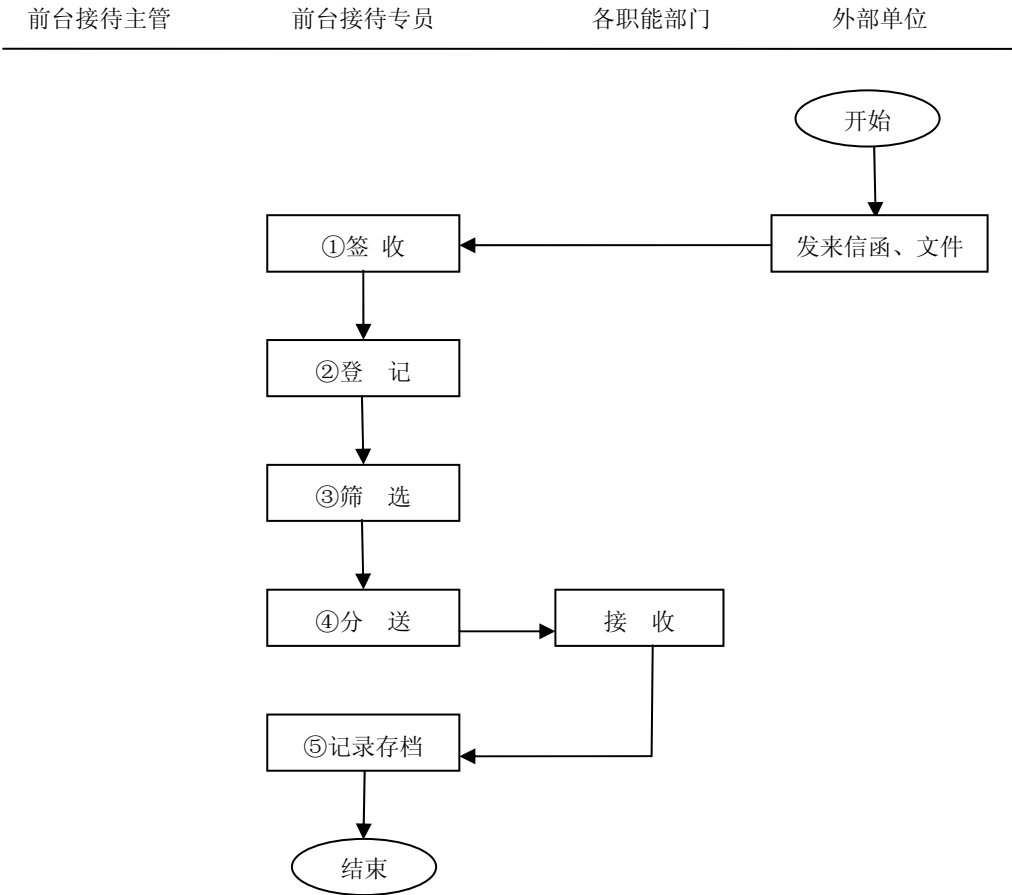 前台接待主管 前台接待专员 各职能部门 外部单位
开始
①签 收 发来信函、文件
②登 记
③筛 选
④分 送 接 收
⑤记录存档
结束